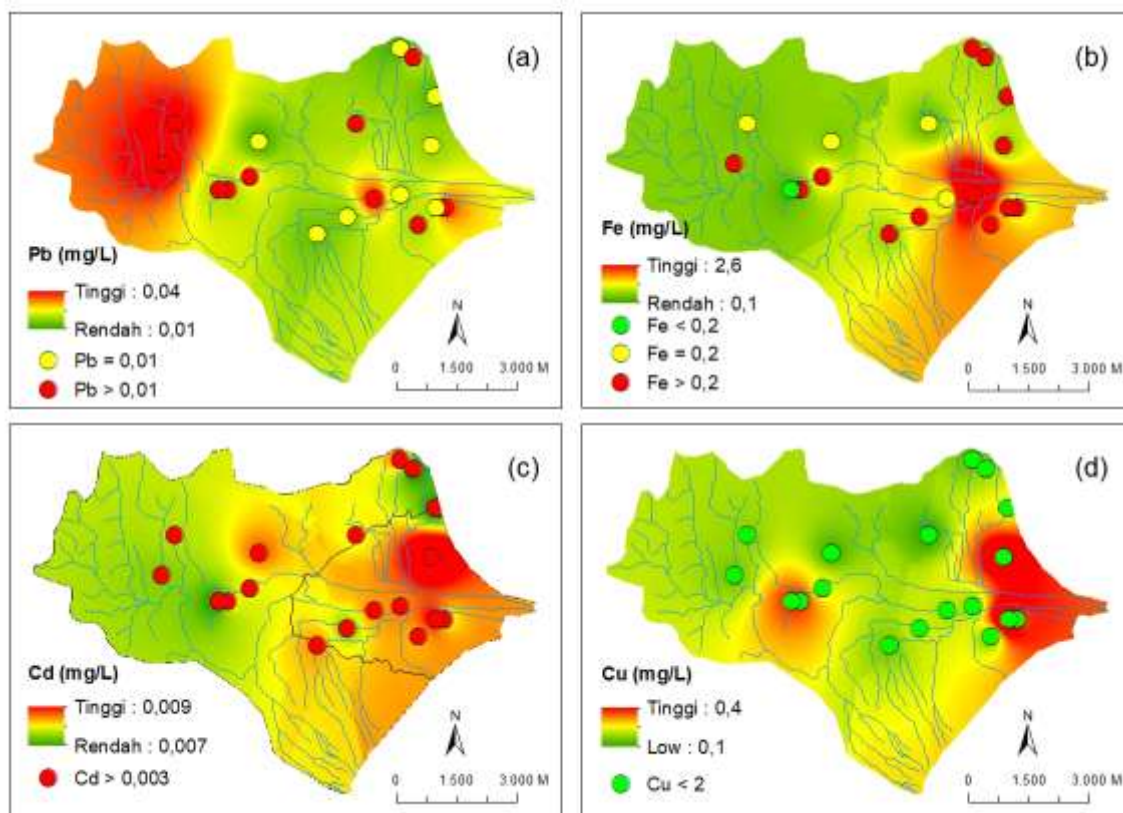 (a)
Pb (mg/L)
Tinggi : 0,04
Rendah : 0,01
Pb = 0,01
Pb > 0,01
N
0 1.500 3.000 M
(b)
Fe (mg/L)
Tinggi : 2,6
Rendah : 0,1
Fe < 0,2
Fe = 0,2
Fe > 0,2
N
0 1.500 3.000 M
(c)
Cd (mg/L)
Tinggi : 0,009
Rendah : 0,007
Cd > 0,003
N
0 1.500 3.000 M
(d)
Cu (mg/L)
Tinggi : 0,4
Low : 0,1
Cu < 2
N
0 1.500 3.000 M